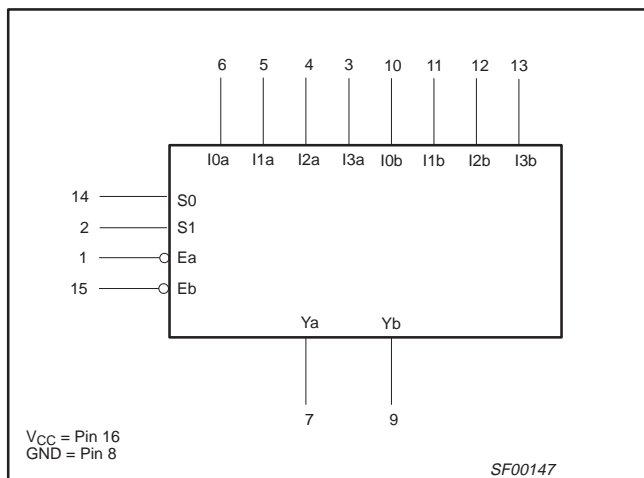 6 5 4 3 10 11 12 13
I0a I1a I2a I3a I0b I1b I2b I3b
14 S0
2 S1
1 Ea
15 Eb
Ya Yb
7 9
VCC = Pin 16
GND = Pin 8
SF00147